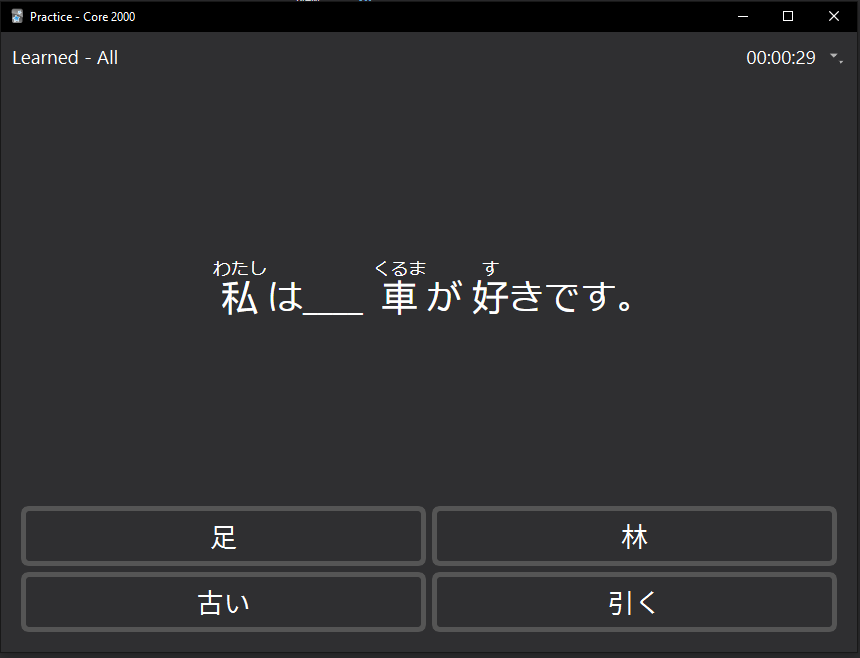 Practice - Core 2000
Learned - All
00:00:29
わたし くるま す
私は____ 車が 好きです。
足
林
古い
引く